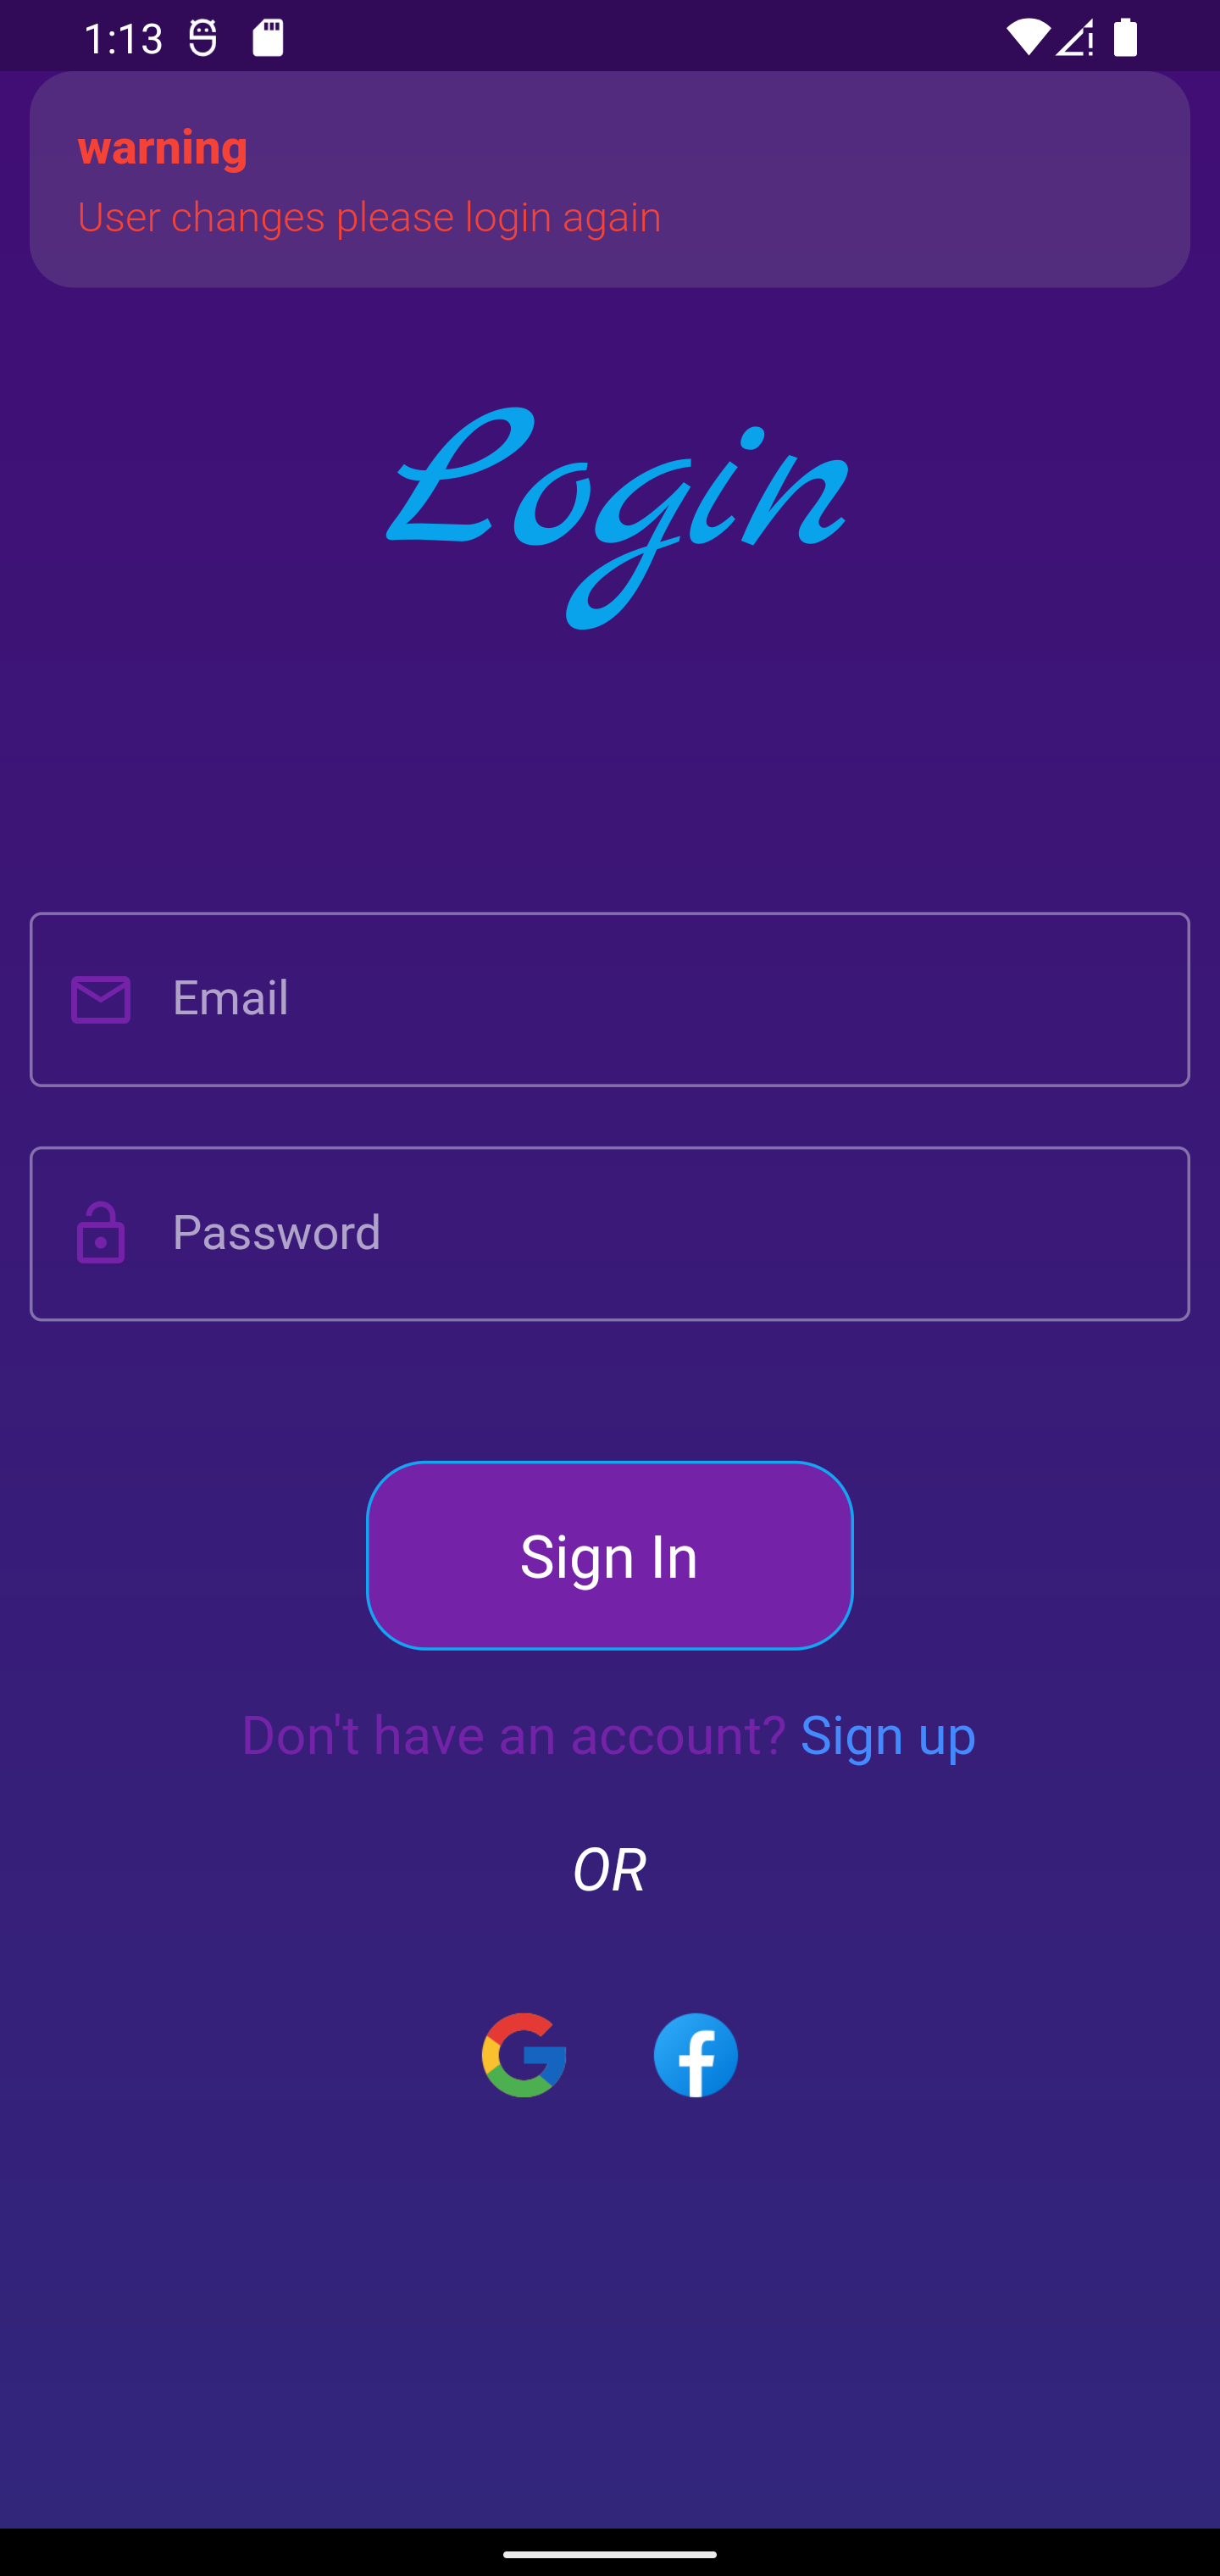 1:13
warning
User changes please login again
Login
Email
Password
Sign In
Don't have an account? Sign up
OR